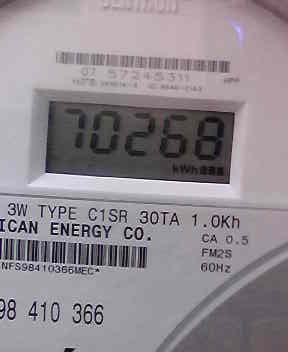 CENTRON
07 57245311
70268
kWh
3W TYPE C1SR 30TA 1.0Kh
ICAN ENERGY CO.
CA 0.5
FM2S
60Hz
NFS98410366MEC*
98 410 366